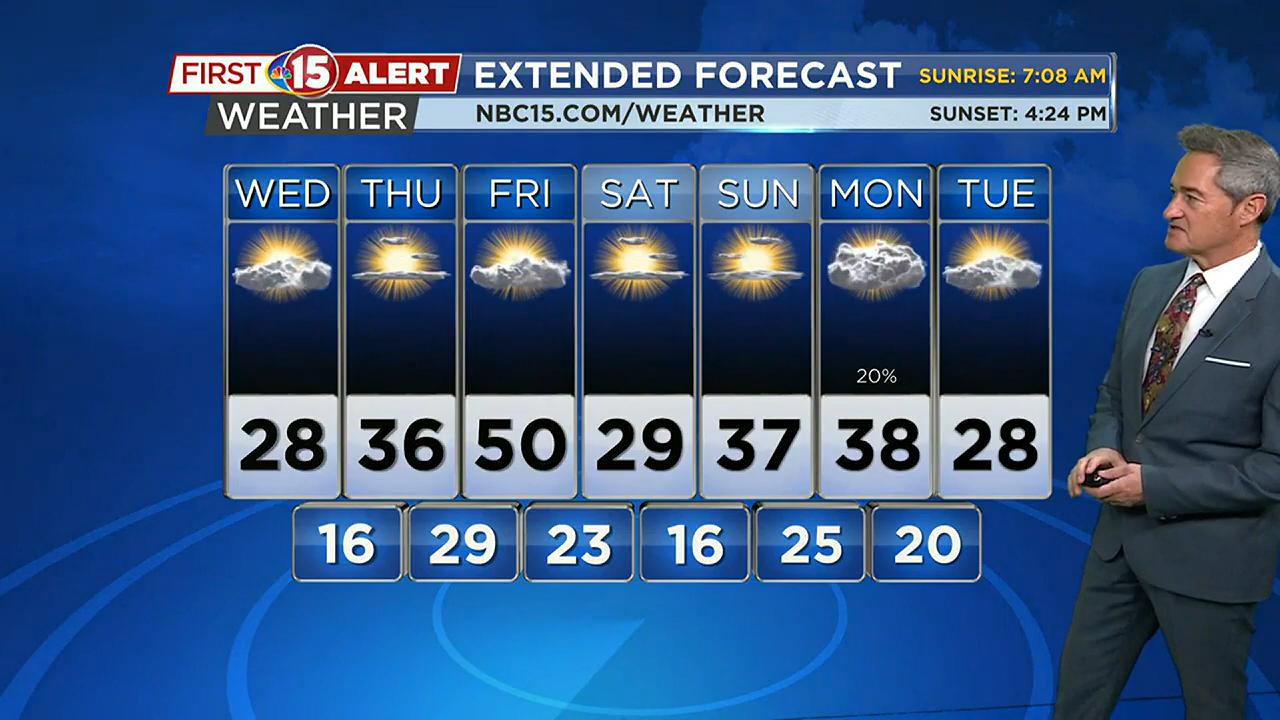 FIRST 15 ALERT
WEATHER
EXTENDED FORECAST
NBC15.COM/WEATHER
SUNRISE: 7:08 AM
SUNSET: 4:24 PM
WED THU FRI SAT SUN MON TUE
20%
28 36 50 29 37 38 28
16 29 23 16 25 20